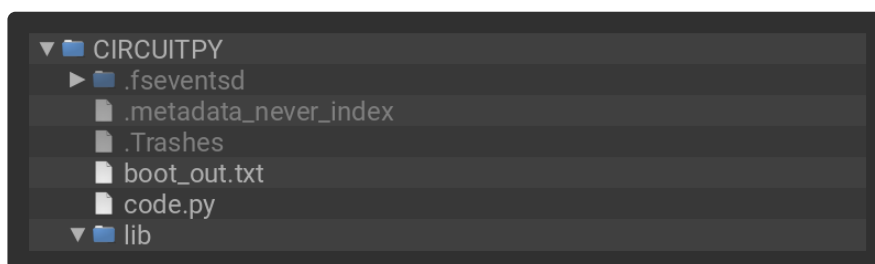 CIRCUITPY
.fseventsd
.metadata_never_index
.Trashes
boot_out.txt
code.py
lib